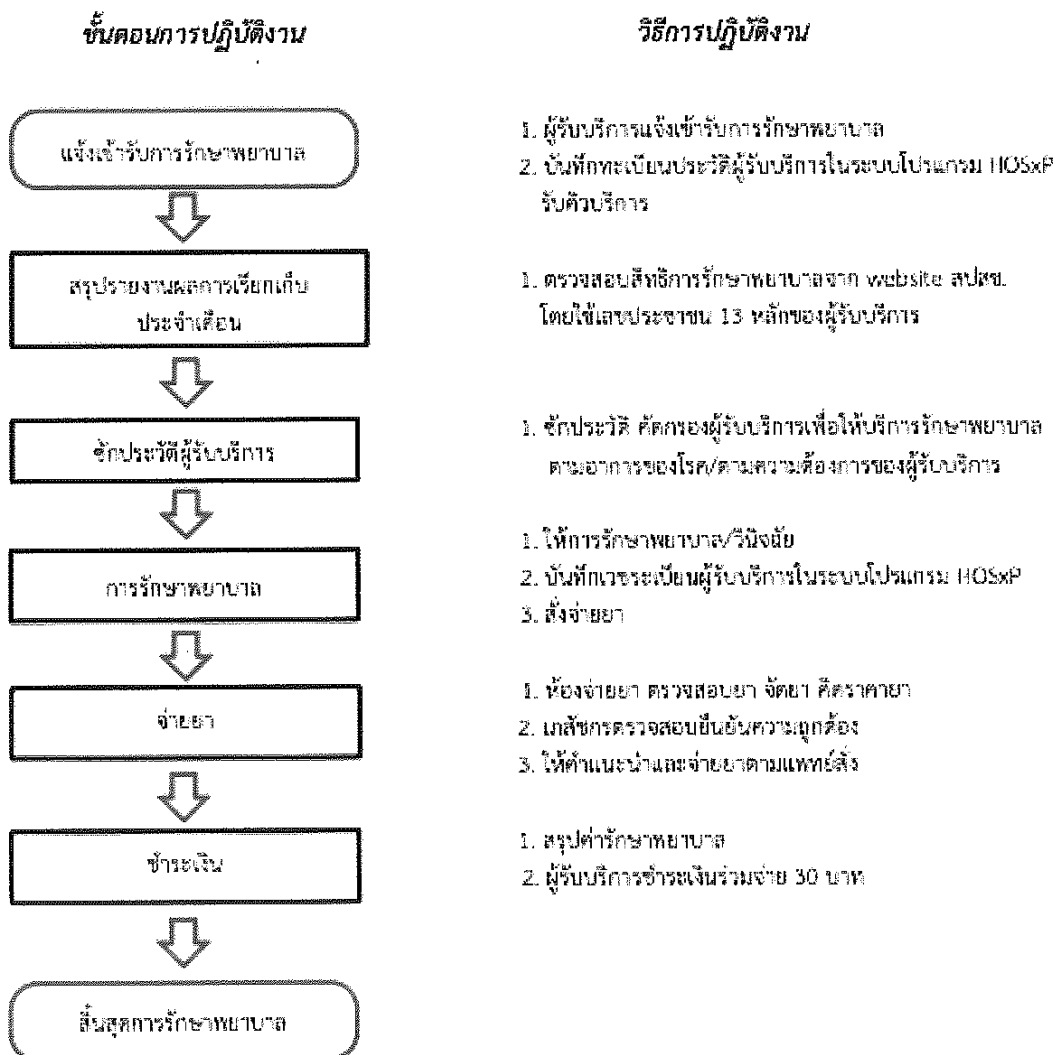 ขั้นตอนการปฏิบัติงาน
วิธีการปฏิบัติงาน
แจ้งเข้ารับการรักษาพยาบาล
1. ผู้รับบริการแจ้งเข้ารับการรักษาพยาบาล
2. บันทึกทะเบียนประวัติผู้รับบริการในระบบโปรแกรม HOSxP
รับคิวบริการ
สรุปรายงานผลการเรียกเก็บ
ประจำเดือน
1. ตรวจสอบสิทธิการรักษาพยาบาลจาก website สปสช.
โดยใช้เลขประชาชน 13 หลักของผู้รับบริการ
ซักประวัติผู้รับบริการ
1. ซักประวัติ คัดกรองผู้รับบริการเพื่อให้บริการรักษาพยาบาล
ตามอาการของโรค/ตามความต้องการของผู้รับบริการ
การรักษาพยาบาล
1. ให้การรักษาพยาบาล/วินิจฉัย
2. บันทึกเวชระเบียนผู้รับบริการในระบบโปรแกรม HOSxP
3. สั่งจ่ายยา
จ่ายยา
1. ห้องจ่ายยา ตรวจสอบยา จัดยา คิดราคายา
2. เภสัชกรตรวจสอบยืนยันความถูกต้อง
3. ให้คำแนะนำและจ่ายยาตามแพทย์สั่ง
ชำระเงิน
1. สรุปค่ารักษาพยาบาล
2. ผู้รับบริการชำระเงินร่วมจ่าย 30 บาท
สิ้นสุดการรักษาพยาบาล